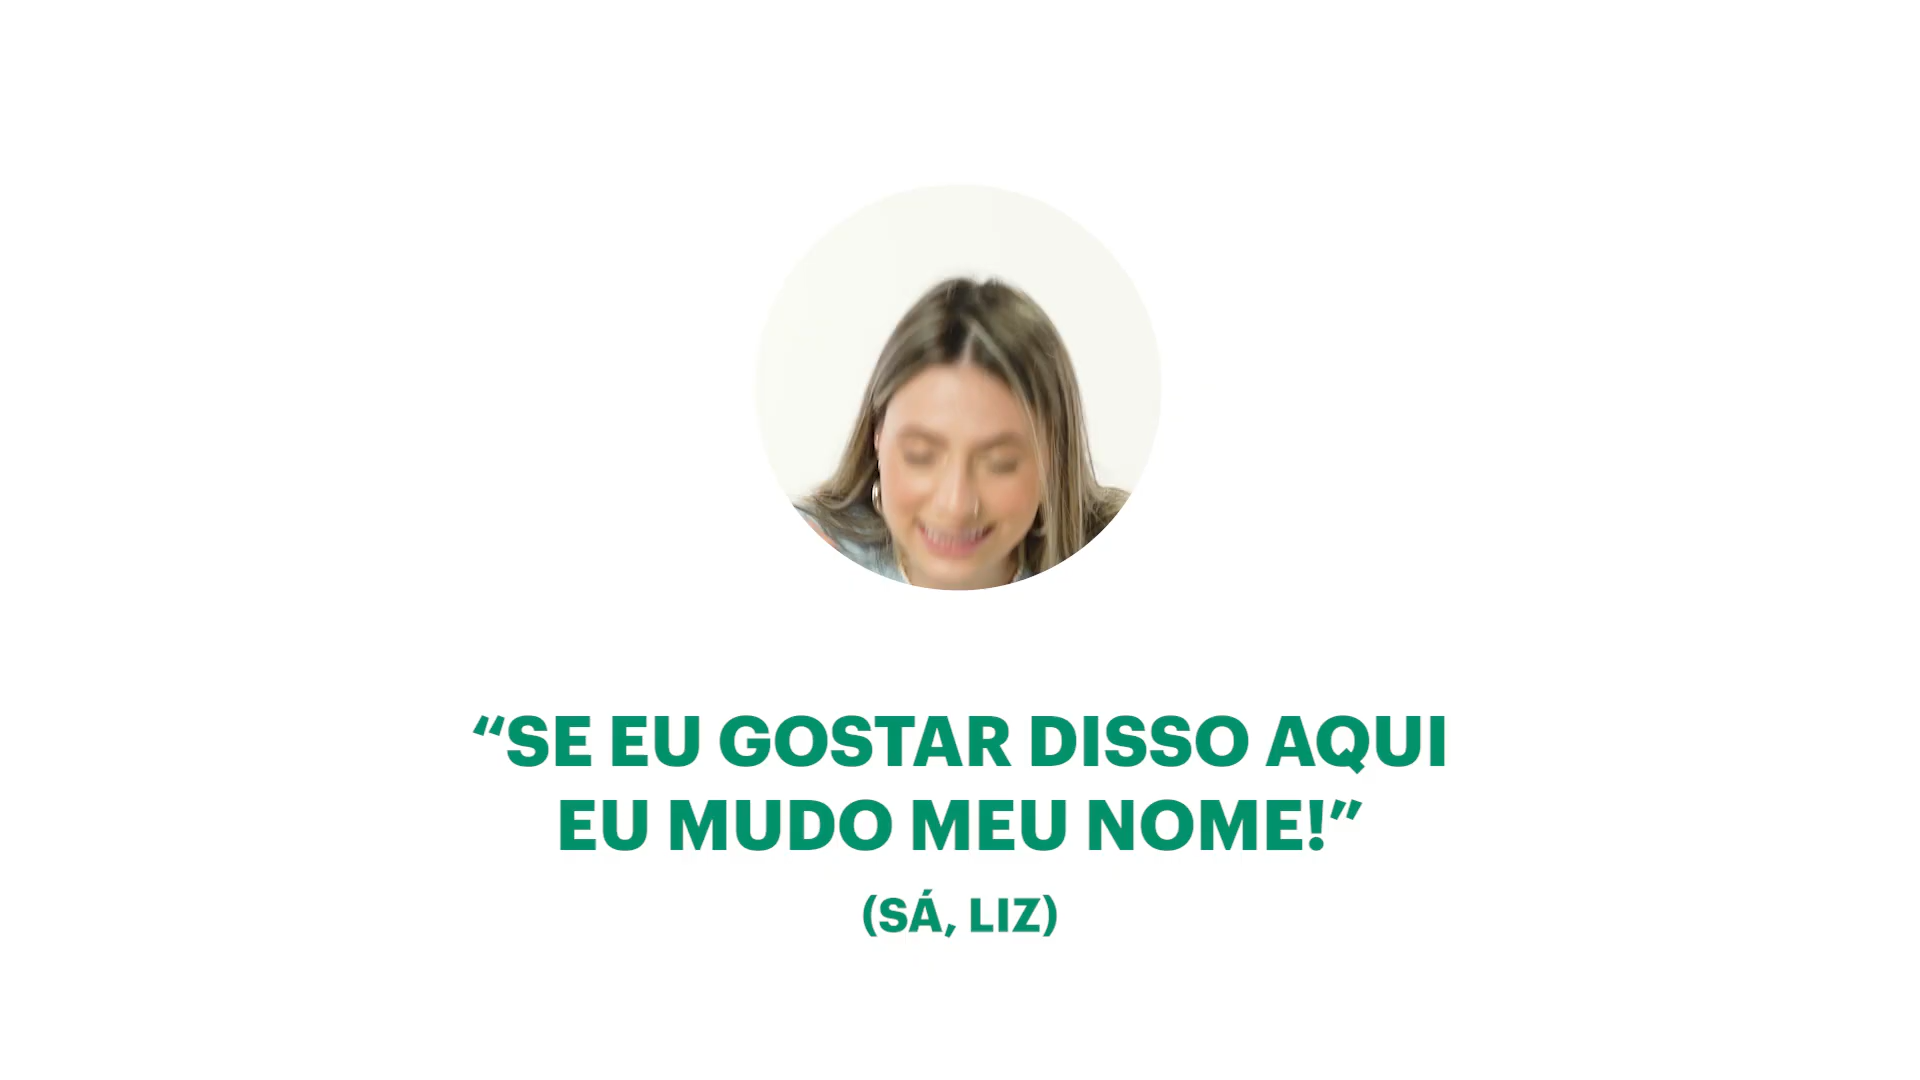 “SE EU GOSTAR DISSO AQUI
EU MUDO MEU NOME!”
(SÁ, LIZ)